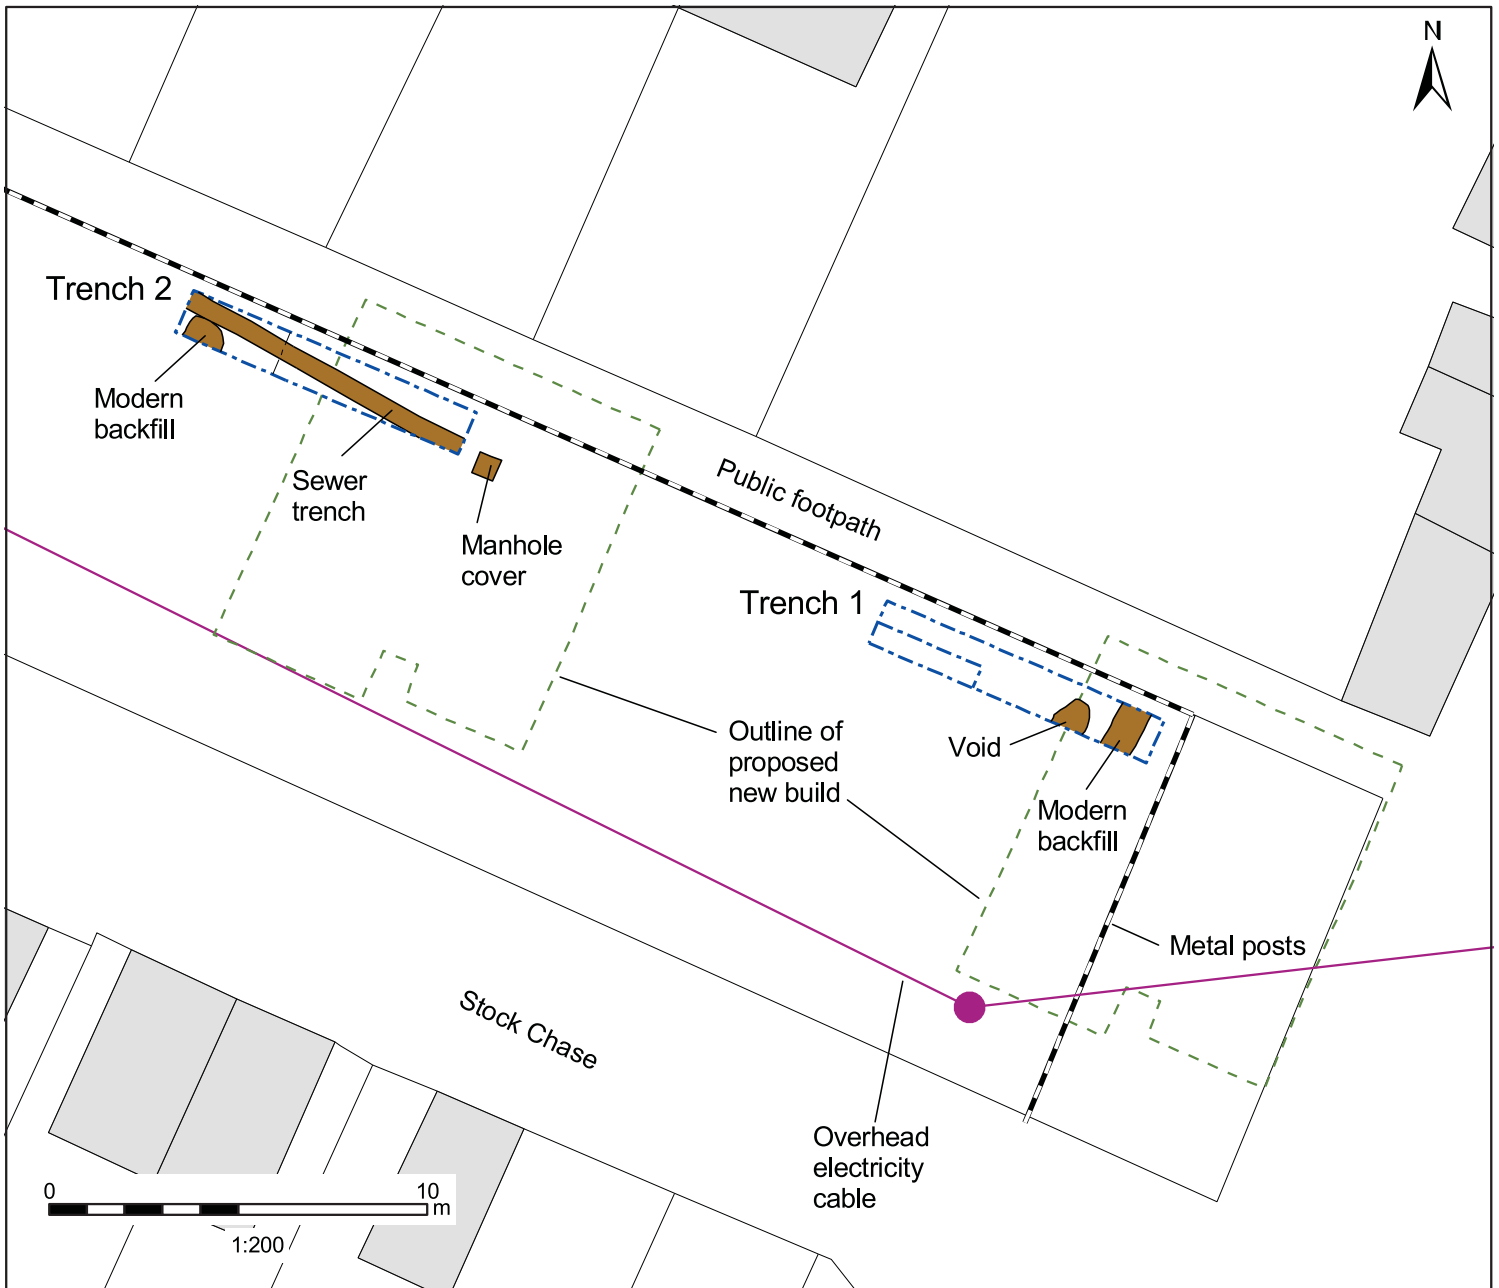 N
Trench 2
Modern
backfill
Sewer
trench
Manhole
cover
Public footpath
Trench 1
Outline of
proposed
new build
Void
Modern
backfill
Metal posts
Stock Chase
Overhead
electricity
cable
0 10
m
1:200